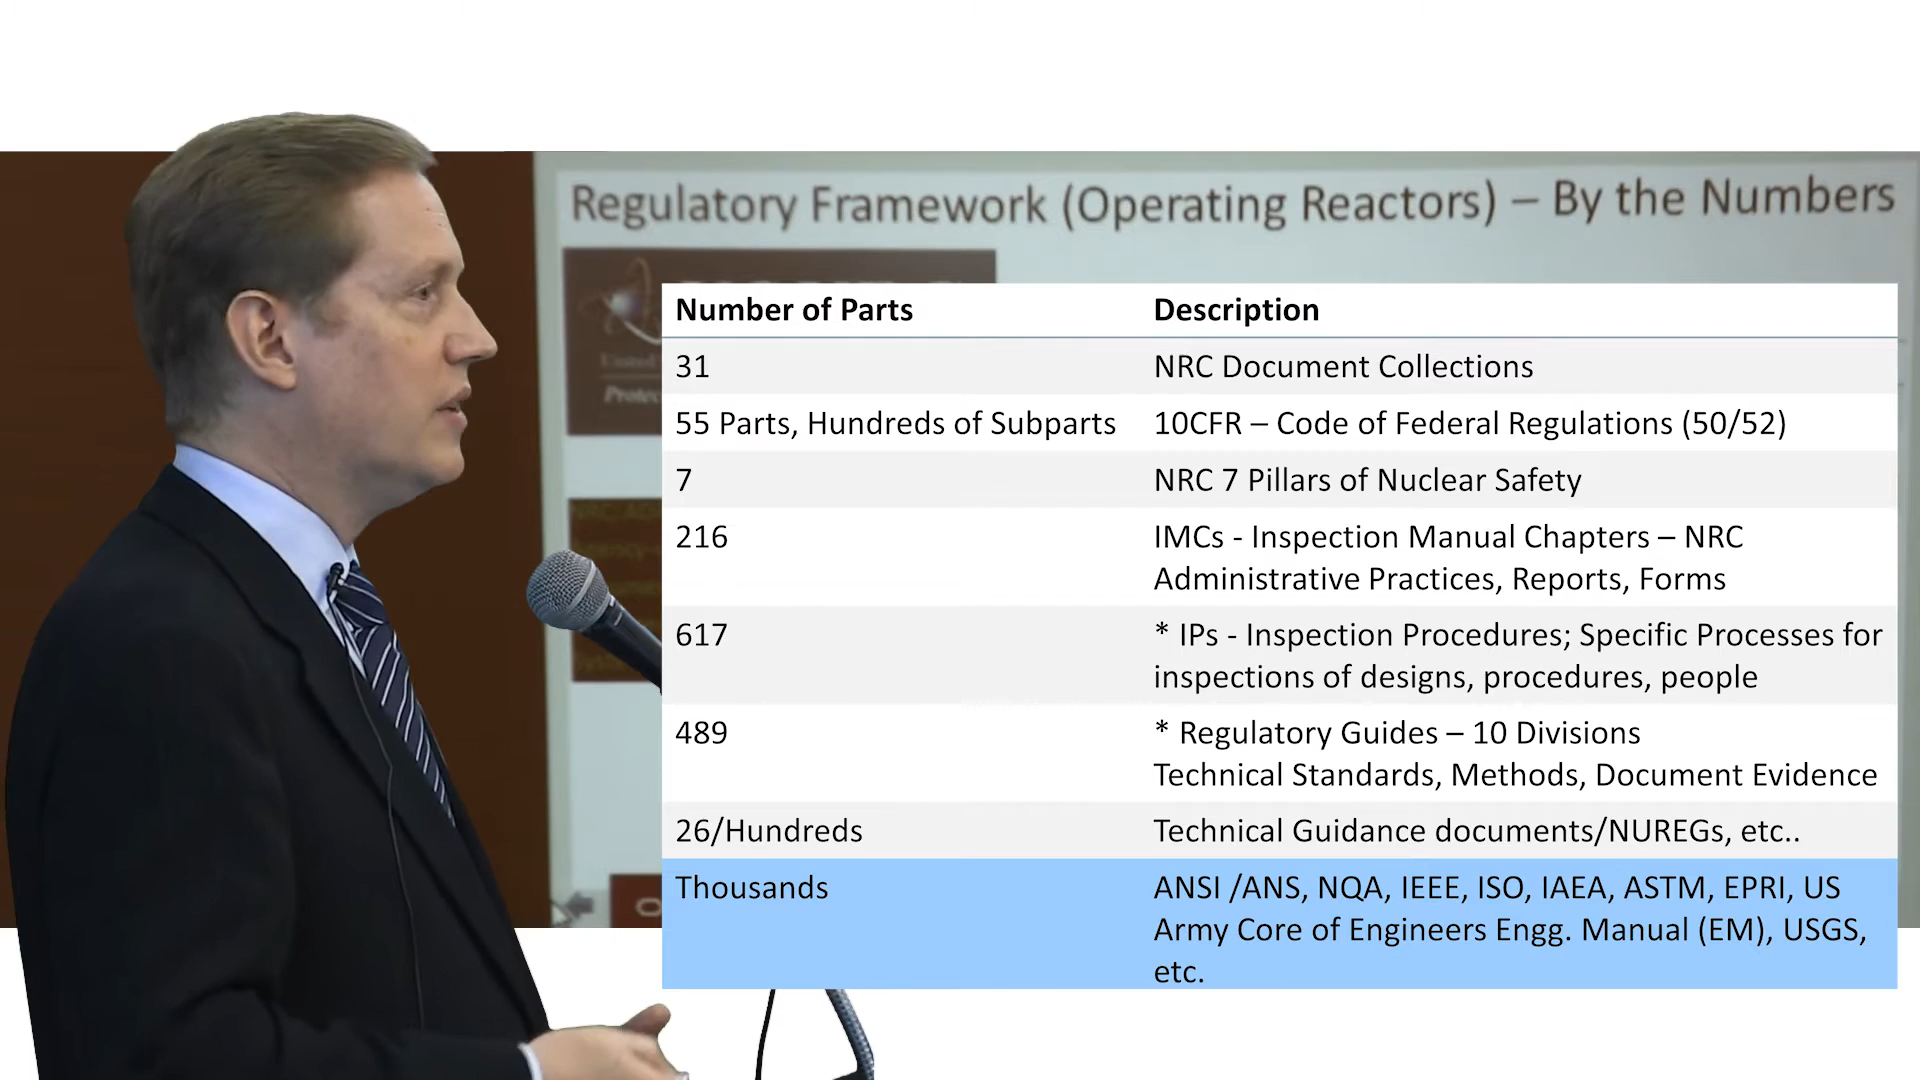 Regulatory Framework (Operating Reactors) – By the Numbers
Number of Parts Description
31 NRC Document Collections
55 Parts, Hundreds of Subparts 10CFR – Code of Federal Regulations (50/52)
7 NRC 7 Pillars of Nuclear Safety
216 IMCs - Inspection Manual Chapters – NRC
Administrative Practices, Reports, Forms
617 * IPs - Inspection Procedures; Specific Processes for
inspections of designs, procedures, people
489 * Regulatory Guides – 10 Divisions
Technical Standards, Methods, Document Evidence
26/Hundreds Technical Guidance documents/NUREGs, etc..
Thousands ANSI /ANS, NQA, IEEE, ISO, IAEA, ASTM, EPRI, US
Army Core of Engineers Engg. Manual (EM), USGS,
etc.